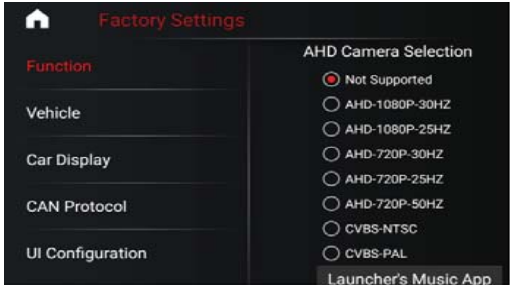 Factory Settings
Function
Vehicle
Car Display
CAN Protocol
UI Configuration
AHD Camera Selection
Not Supported
AHD-1080P-30HZ
AHD-1080P-25HZ
AHD-720P-30HZ
AHD-720P-25HZ
AHD-720P-50HZ
CVBS-NTSC
CVBS-PAL
Launcher's Music App